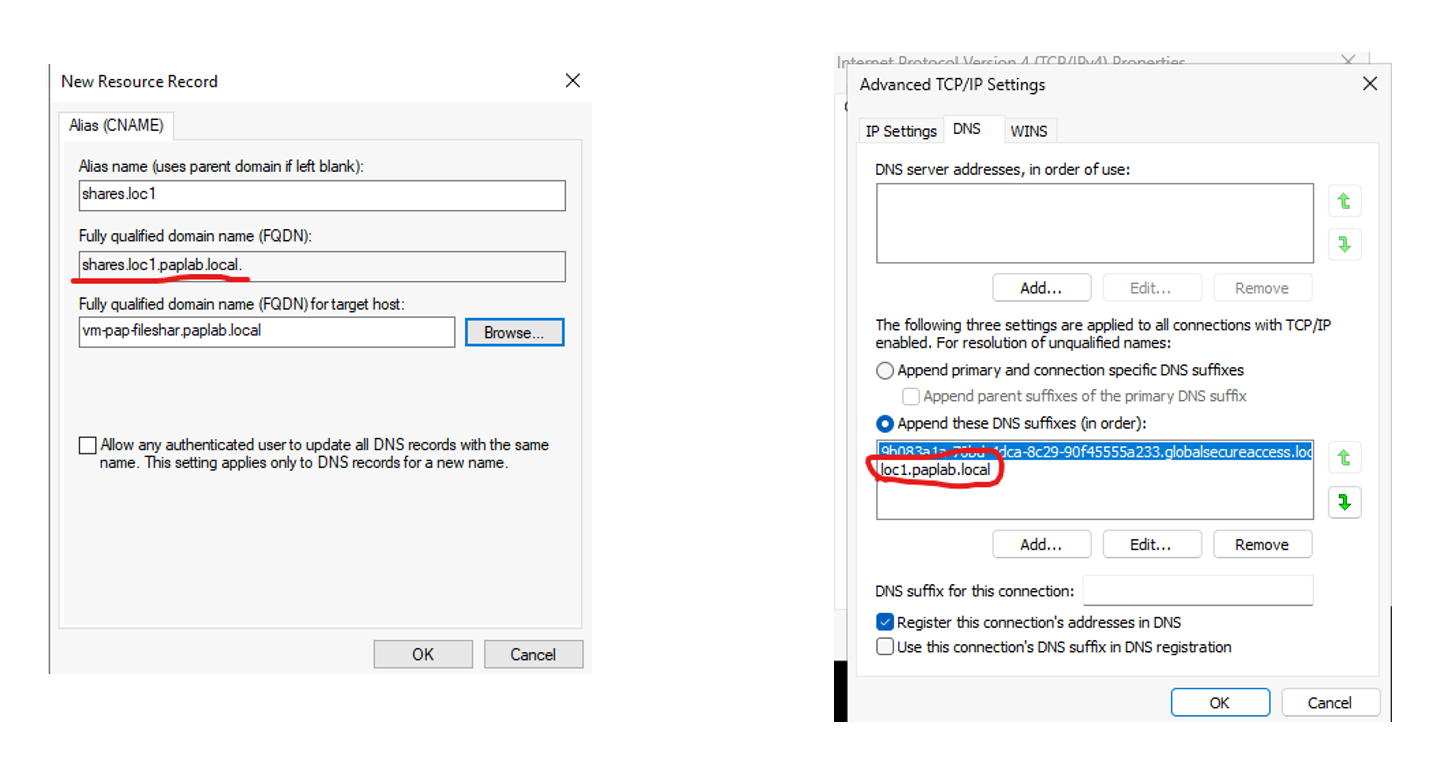 New Resource Record
Alias (CNAME)
Alias name (uses parent domain if left blank):
shares.loc1
Fully qualified domain name (FQDN):
shares.loc1.paplab.local.
Fully qualified domain name (FQDN) for target host:
vm-pap-fileshar.paplab.local
Browse...
Allow any authenticated user to update all DNS records with the same
name. This setting applies only to DNS records for a new name.
OK
Cancel
Internet Protocol Version 4 (TCP/IPv4) Properties
Advanced TCP/IP Settings
IP Settings
DNS
WINS
DNS server addresses, in order of use:
Add...
Edit...
Remove
The following three settings are applied to all connections with TCP/IP
enabled. For resolution of unqualified names:
Append primary and connection specific DNS suffixes
Append parent suffixes of the primary DNS suffix
Append these DNS suffixes (in order):
loc1.paplab.local
Add...
Edit...
Remove
DNS suffix for this connection:
Register this connection's addresses in DNS
Use this connection's DNS suffix in DNS registration
OK
Cancel